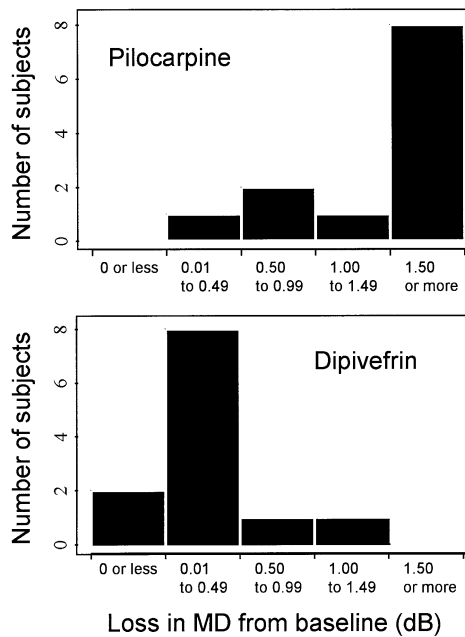 Pilocarpine
Number of subjects
8
6
4
2
0
0 or less
0.01 to 0.49
0.50 to 0.99
1.00 to 1.49
1.50 or more
Dipivefrin
Number of subjects
8
6
4
2
0
0 or less
0.01 to 0.49
0.50 to 0.99
1.00 to 1.49
1.50 or more
Loss in MD from baseline (dB)